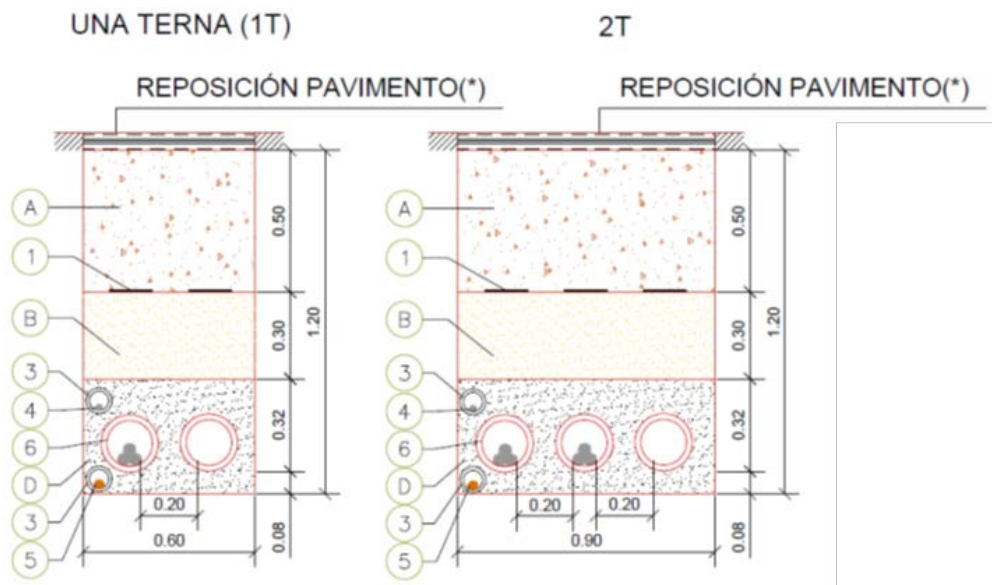 UNA TERNA (1T)
2T
REPOSICIÓN PAVIMENTO(*)
REPOSICIÓN PAVIMENTO(*)
A
1
B
3
4
6
D
3
5
0.50
0.30
0.32
0.08
1.20
0.20
0.60
A
1
B
3
4
6
D
3
5
0.50
0.30
0.32
0.08
1.20
0.20
0.20
0.90